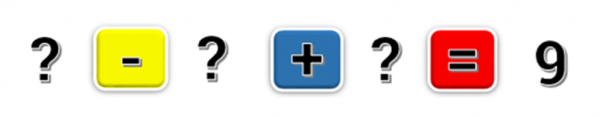 ? - ? + ? = 9